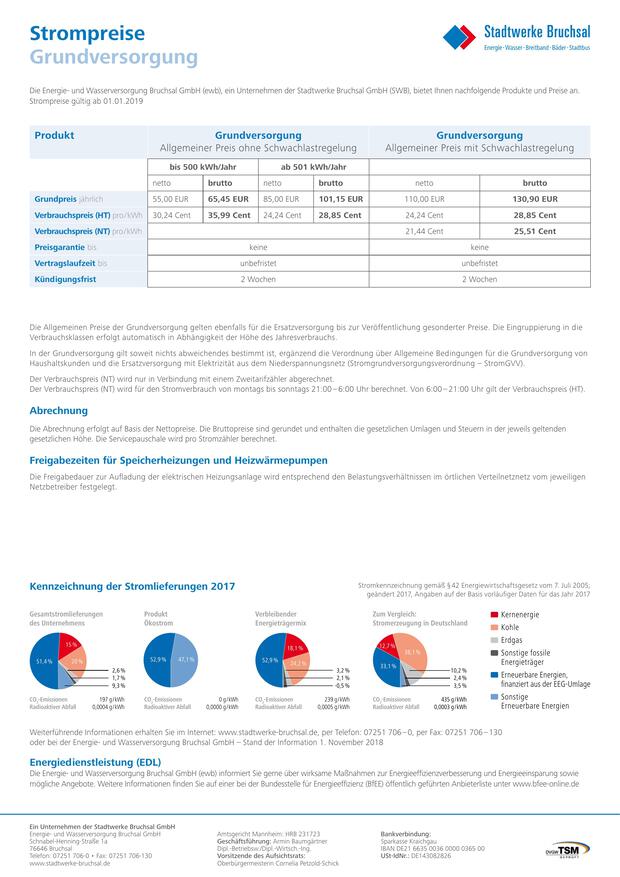 Strompreise
Grundversorgung
Stadtwerke Bruchsal
Energie · Wasser · Breitband · Bäder · Stadtbus
Die Energie- und Wasserversorgung Bruchsal GmbH (ewb), ein Unternehmen der Stadtwerke Bruchsal GmbH (SWB), bietet Ihnen nachfolgende Produkte und Preise an.
Strompreise gültig ab 01.01.2019
Produkt Grundversorgung Grundversorgung
Allgemeiner Preis ohne Schwachlastregelung Allgemeiner Preis mit Schwachlastregelung
bis 500 kWh/Jahr ab 501 kWh/Jahr
netto brutto netto brutto netto brutto
Grundpreis jährlich 55,00 EUR 65,45 EUR 85,00 EUR 101,15 EUR 110,00 EUR 130,90 EUR
Verbrauchspreis (HT) pro/kWh 30,24 Cent 35,99 Cent 24,24 Cent 28,85 Cent 24,24 Cent 28,85 Cent
Verbrauchspreis (NT) pro/kWh 21,44 Cent 25,51 Cent
Preisgarantie bis keine keine
Vertragslaufzeit bis unbefristet unbefristet
Kündigungsfrist 2 Wochen 2 Wochen
Die Allgemeinen Preise der Grundversorgung gelten ebenfalls für die Ersatzversorgung bis zur Veröffentlichung gesonderter Preise. Die Eingruppierung in die
Verbrauchsklassen erfolgt automatisch in Abhängigkeit der Höhe des Jahresverbrauchs.
In der Grundversorgung gilt soweit nichts abweichendes bestimmt ist, ergänzend die Verordnung über Allgemeine Bedingungen für die Grundversorgung von
Haushaltskunden und die Ersatzversorgung mit Elektrizität aus dem Niederspannungsnetz (Stromgrundversorgungsverordnung – StromGVV).
Der Verbrauchspreis (NT) wird nur in Verbindung mit einem Zweitarifzähler abgerechnet.
Der Verbrauchspreis (NT) wird für den Stromverbrauch von montags bis sonntags 21:00–6:00 Uhr berechnet. Von 6:00–21:00 Uhr gilt der Verbrauchspreis (HT).
Abrechnung
Die Abrechnung erfolgt auf Basis der Nettopreise. Die Bruttopreise sind gerundet und enthalten die gesetzlichen Umlagen und Steuern in der jeweils geltenden
gesetzlichen Höhe. Die Servicepauschale wird pro Stromzähler berechnet.
Freigabezeiten für Speicherheizungen und Heizwärmepumpen
Die Freigabedauer zur Aufladung der elektrischen Heizungsanlage wird entsprechend den Belastungsverhältnissen im örtlichen Verteilnetznetz vom jeweiligen
Netzbetreiber festgelegt.
Kennzeichnung der Stromlieferungen 2017
Stromkennzeichnung gemäß §42 Energiewirtschaftsgesetz vom 7. Juli 2005;
geändert 2017, Angaben auf der Basis vorläufiger Daten für das Jahr 2017
Gesamtstromlieferungen
des Unternehmens
15 %
20 %
51,4 %
2,6 %
1,7 %
9,3 %
CO₂-Emissionen 197 g/kWh
Radioaktiver Abfall 0,0004 g/kWh
Produkt
Ökostrom
52,9 %
47,1 %
CO₂-Emissionen 0 g/kWh
Radioaktiver Abfall 0,0000 g/kWh
Verbleibender
Energieträgermix
18,1 %
24,2 %
52,9 %
3,2 %
2,1 %
-0,5 %
CO₂-Emissionen 239 g/kWh
Radioaktiver Abfall 0,0005 g/kWh
Zum Vergleich:
Stromerzeugung in Deutschland
12,7 %
38,1 %
33,1 %
10,2 %
2,4 %
3,5 %
CO₂-Emissionen 435 g/kWh
Radioaktiver Abfall 0,0003 g/kWh
Kernenergie
Kohle
Erdgas
Sonstige fossile
Energieträger
Erneuerbare Energien,
finanziert aus der EEG-Umlage
Sonstige
Erneuerbare Energien
Weiterführende Informationen erhalten Sie im Internet: www.stadtwerke-bruchsal.de, per Telefon: 07251 706–0, per Fax: 07251 706–130
oder bei der Energie- und Wasserversorgung Bruchsal GmbH – Stand der Information 1. November 2018
Energiedienstleistung (EDL)
Die Energie- und Wasserversorgung Bruchsal GmbH (ewb) informiert Sie gerne über wirksame Maßnahmen zur Energieeffizienzverbesserung und Energieeinsparung sowie
mögliche Angebote. Weitere Informationen finden Sie auf einer bei der Bundesstelle für Energieeffizienz (BfEE) öffentlich geführten Anbieterliste unter www.bfee-online.de
Ein Unternehmen der Stadtwerke Bruchsal GmbH
Energie- und Wasserversorgung Bruchsal GmbH
Schnabel-Henning-Straße 1a
76646 Bruchsal
Telefon: 07251 706-0 • Fax: 07251 706-130
www.stadtwerke-bruchsal.de
Amtsgericht Mannheim: HRB 231723
Geschäftsführung: Armin Baumgärtner
Dipl.-Betriebsw./Dipl.-Wirtsch.-Ing.
Vorsitzende des Aufsichtsrats:
Oberbürgermeisterin Cornelia Petzold-Schick
Bankverbindung:
Sparkasse Kraichgau
IBAN DE21 6635 0036 0000 0365 00
USt-IdNr.: DE143082826
DVGW TSM
GEPRÜFT